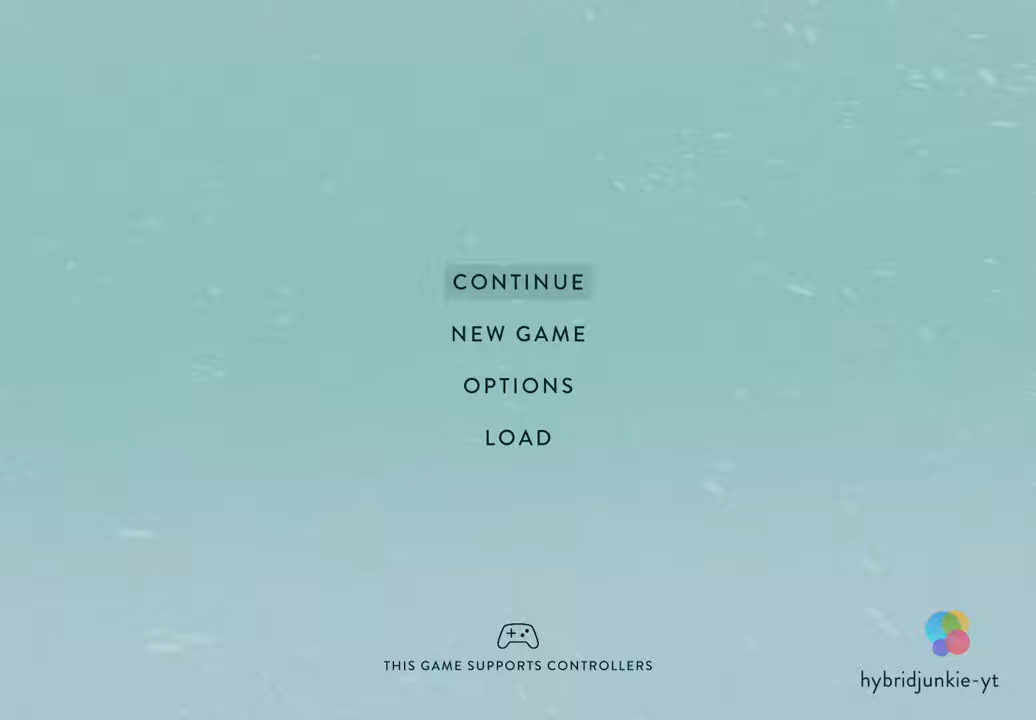 CONTINUE
NEW GAME
OPTIONS
LOAD
THIS GAME SUPPORTS CONTROLLERS
hybridjunkie-yt